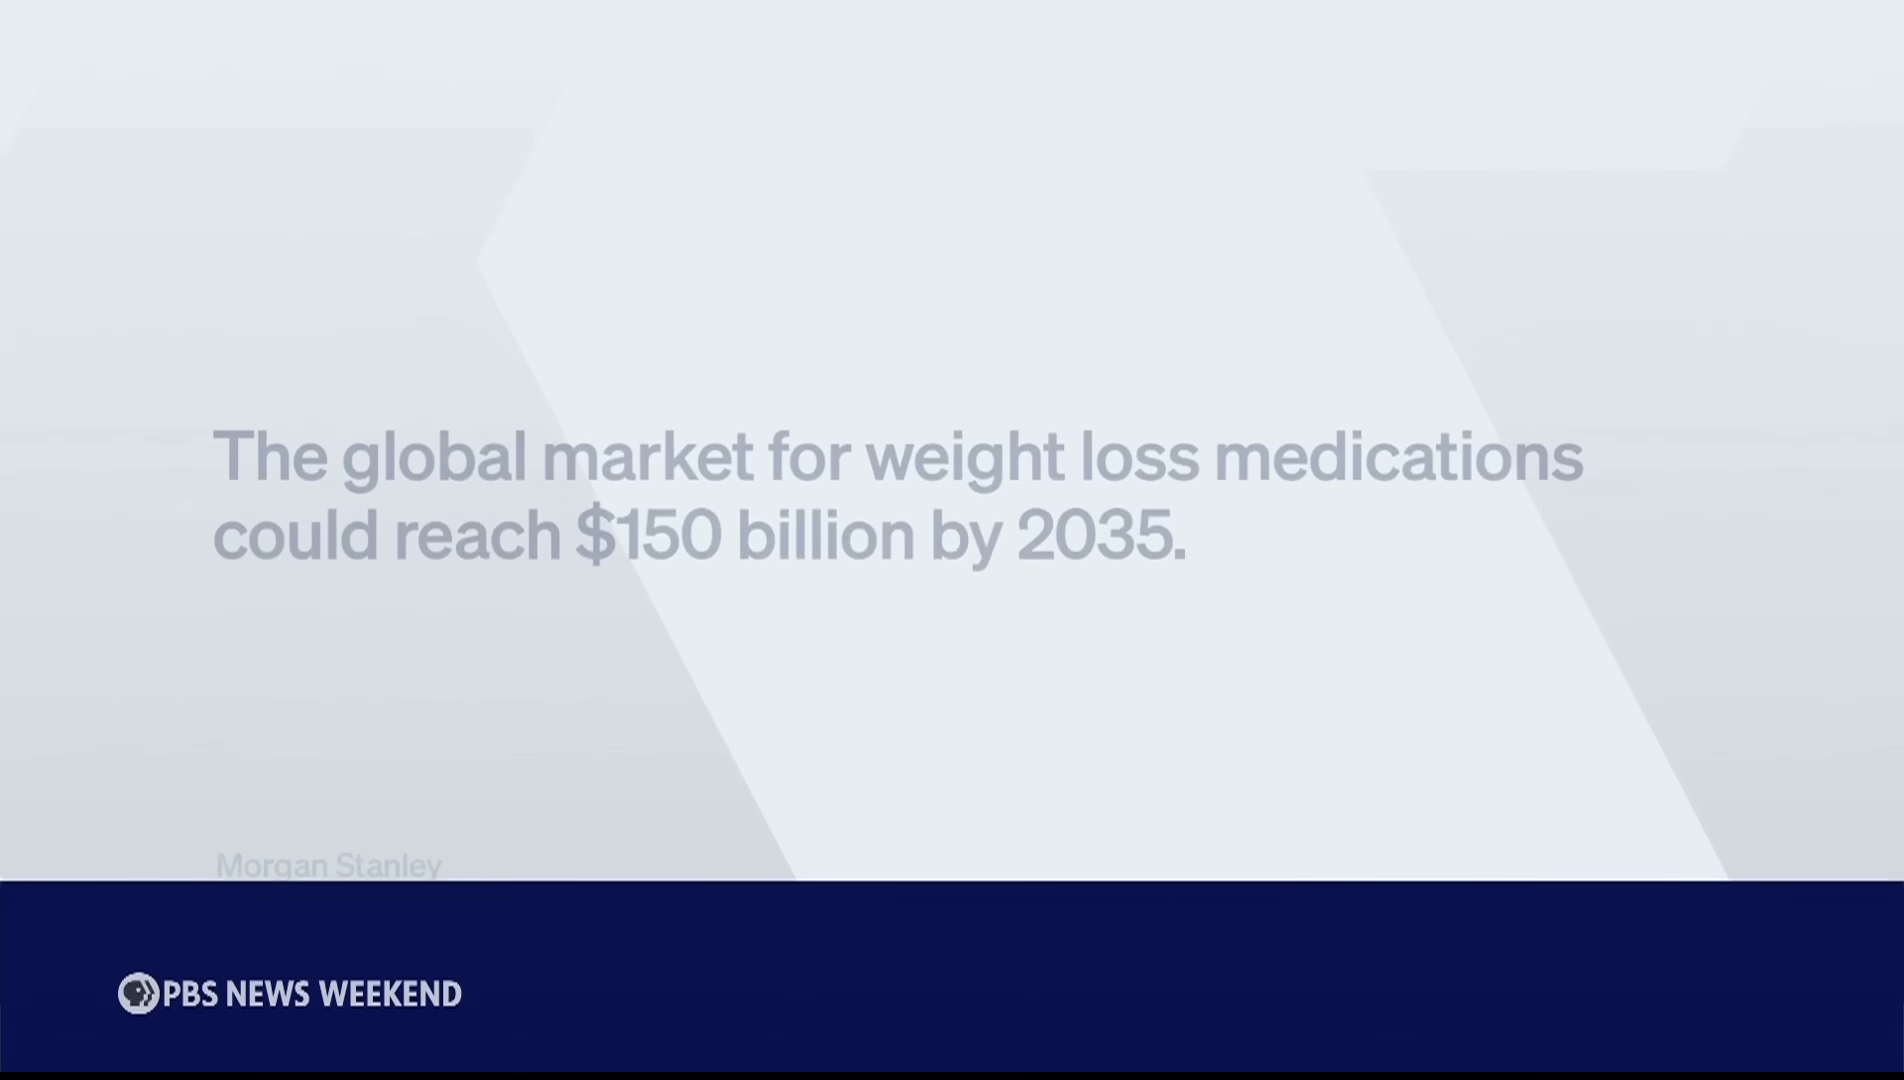 The global market for weight loss medications
could reach $150 billion by 2035.
Morgan Stanley
PBS NEWS WEEKEND